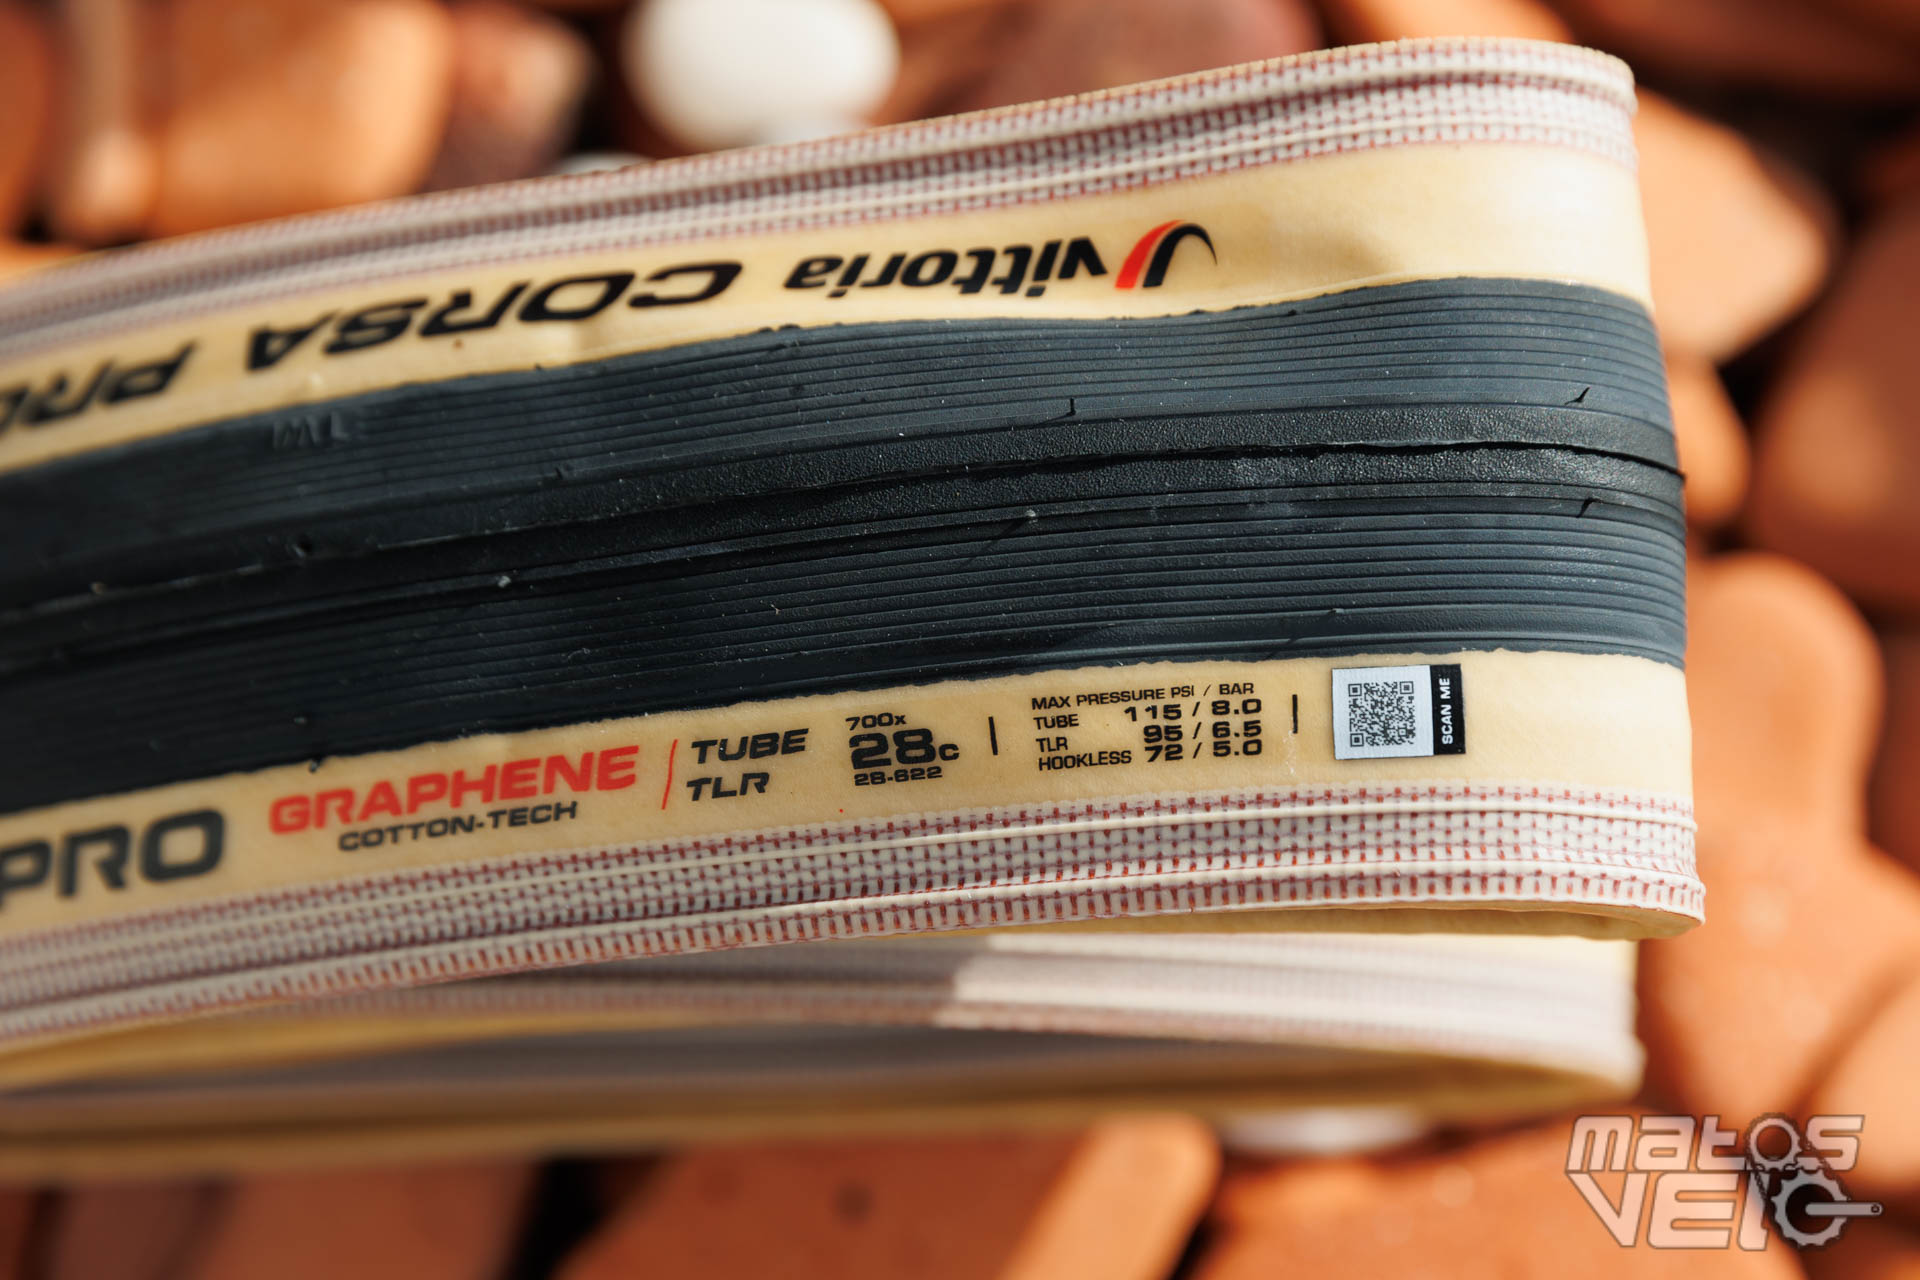 vittoria CORSA PRO
TWI
PRO
GRAPHENE
COTTON-TECH
/
TUBE
TLR
700x
28c
28-622
|
MAX PRESSURE PSI / BAR
TUBE 115 / 8.0
TLR 95 / 6.5
HOOKLESS 72 / 5.0
|
SCAN ME
matos
VELO